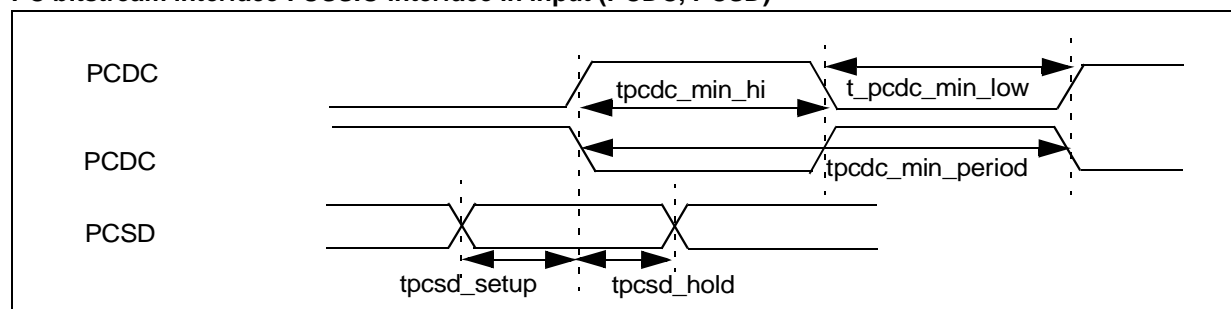 PCDC
tpcdc_min_hi
t_pcdc_min_low
PCDC
tpcdc_min_period
PCSD
tpcsd_setup
tpcsd_hold